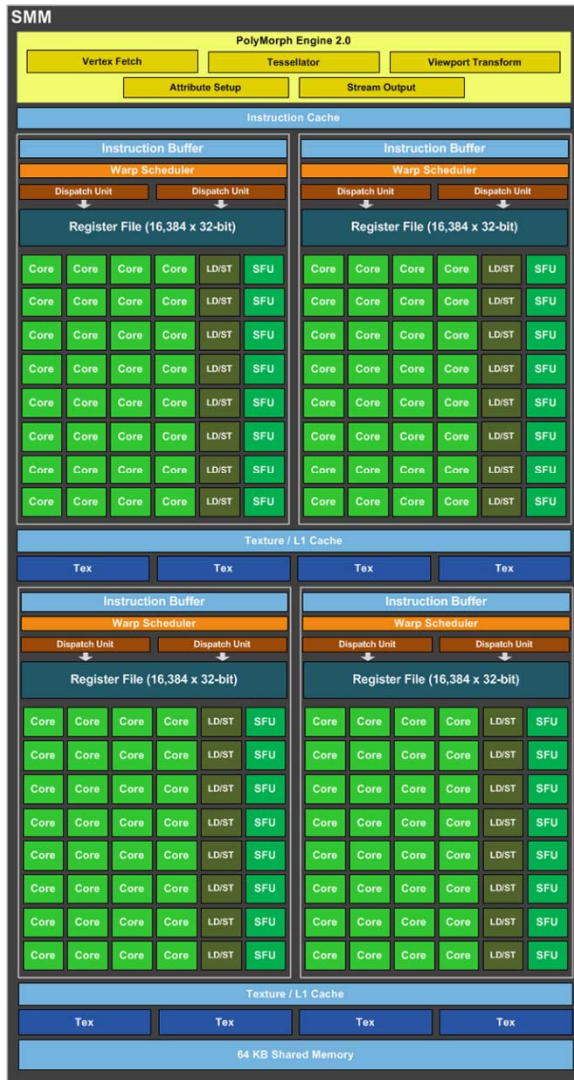 SMM
PolyMorph Engine 2.0
Vertex Fetch Tessellator Viewport Transform
Attribute Setup Stream Output
Instruction Cache
Instruction Buffer Instruction Buffer
Warp Scheduler Warp Scheduler
Dispatch Unit Dispatch Unit Dispatch Unit Dispatch Unit
Register File (16,384 x 32-bit) Register File (16,384 x 32-bit)
Core Core Core Core LD/ST SFU Core Core Core Core LD/ST SFU
Core Core Core Core LD/ST SFU Core Core Core Core LD/ST SFU
Core Core Core Core LD/ST SFU Core Core Core Core LD/ST SFU
Core Core Core Core LD/ST SFU Core Core Core Core LD/ST SFU
Core Core Core Core LD/ST SFU Core Core Core Core LD/ST SFU
Core Core Core Core LD/ST SFU Core Core Core Core LD/ST SFU
Core Core Core Core LD/ST SFU Core Core Core Core LD/ST SFU
Core Core Core Core LD/ST SFU Core Core Core Core LD/ST SFU
Texture / L1 Cache
Tex Tex Tex Tex
Instruction Buffer Instruction Buffer
Warp Scheduler Warp Scheduler
Dispatch Unit Dispatch Unit Dispatch Unit Dispatch Unit
Register File (16,384 x 32-bit) Register File (16,384 x 32-bit)
Core Core Core Core LD/ST SFU Core Core Core Core LD/ST SFU
Core Core Core Core LD/ST SFU Core Core Core Core LD/ST SFU
Core Core Core Core LD/ST SFU Core Core Core Core LD/ST SFU
Core Core Core Core LD/ST SFU Core Core Core Core LD/ST SFU
Core Core Core Core LD/ST SFU Core Core Core Core LD/ST SFU
Core Core Core Core LD/ST SFU Core Core Core Core LD/ST SFU
Core Core Core Core LD/ST SFU Core Core Core Core LD/ST SFU
Core Core Core Core LD/ST SFU Core Core Core Core LD/ST SFU
Texture / L1 Cache
Tex Tex Tex Tex
64 KB Shared Memory